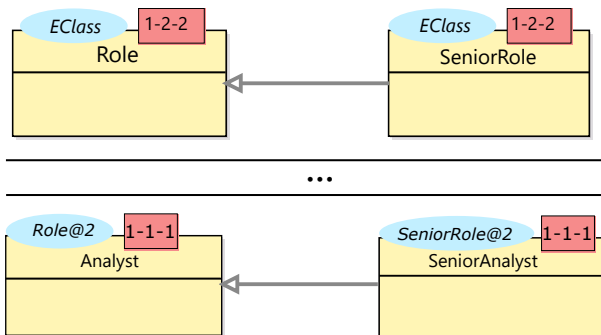 EClass 1-2-2 EClass 1-2-2
Role SeniorRole
...
Role@2 1-1-1 SeniorRole@2 1-1-1
Analyst SeniorAnalyst